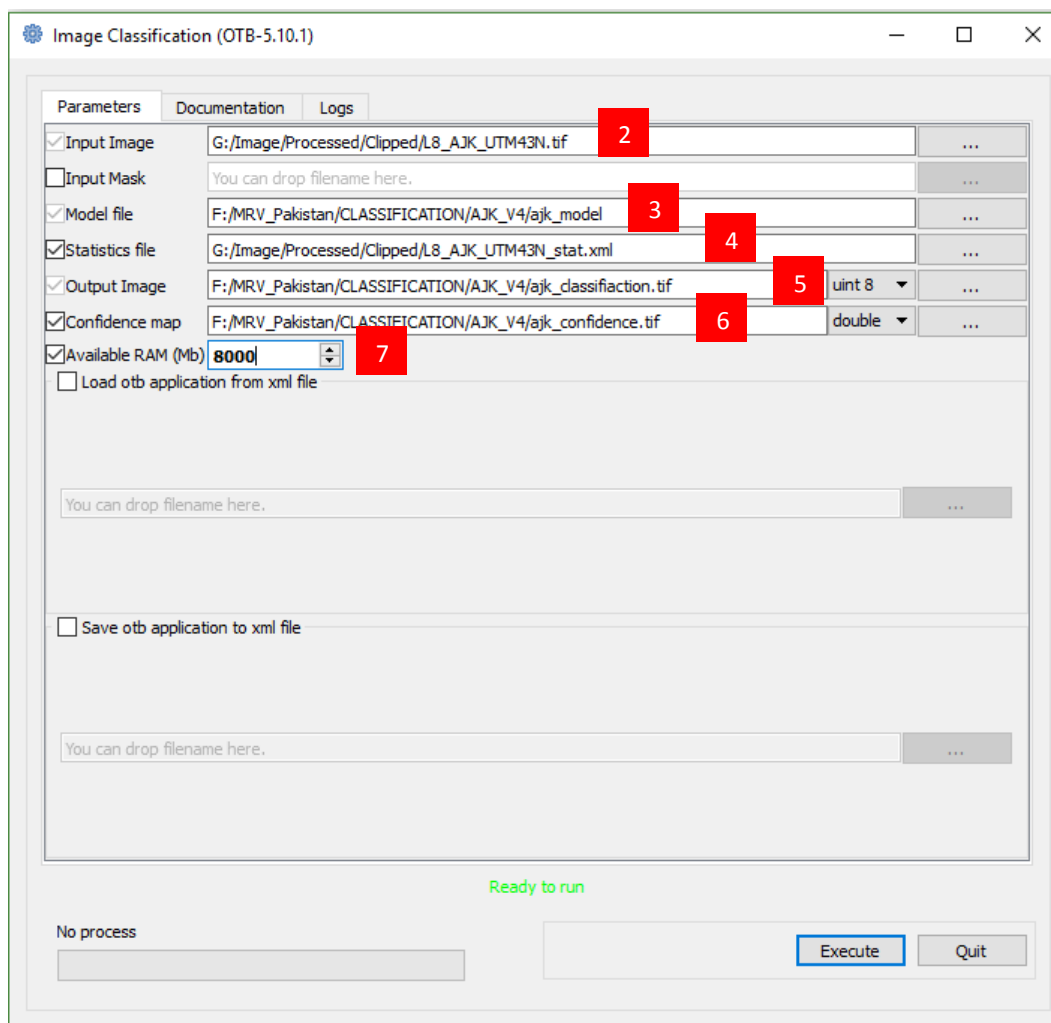 Image Classification (OTB-5.10.1)
Parameters Documentation Logs
Input Image G:/Image/Processed/Clipped/L8_AJK_UTM43N.tif 2 ...
Input Mask You can drop filename here. ...
Model file F:/MRV_Pakistan/CLASSIFICATION/AJK_V4/ajk_model 3 ...
Statistics file G:/Image/Processed/Clipped/L8_AJK_UTM43N_stat.xml 4 ...
Output Image F:/MRV_Pakistan/CLASSIFICATION/AJK_V4/ajk_classifiaction.tif 5 uint 8 ...
Confidence map F:/MRV_Pakistan/CLASSIFICATION/AJK_V4/ajk_confidence.tif 6 double ...
Available RAM (Mb) 8000 7
Load otb application from xml file
You can drop filename here. ...
Save otb application to xml file
You can drop filename here. ...
Ready to run
No process
Execute Quit